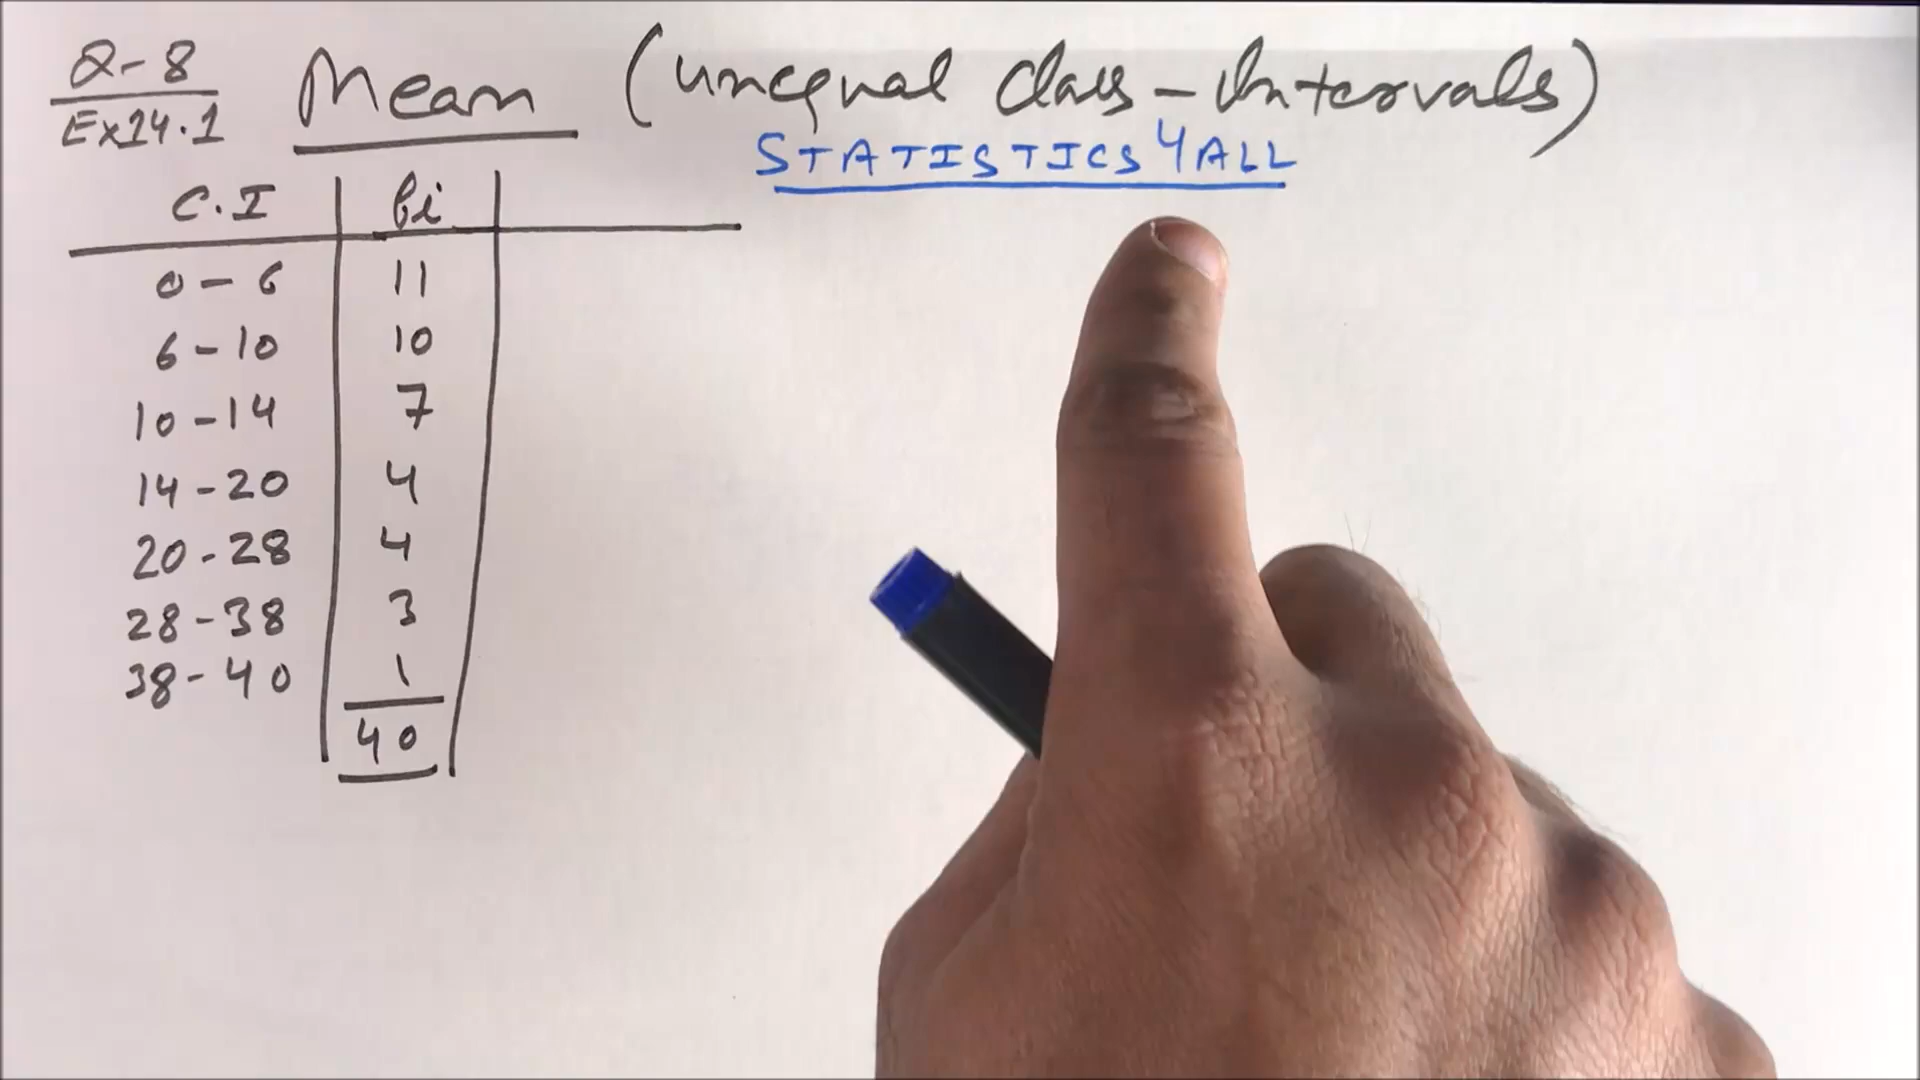 Q-8
Ex14.1
Mean (unequal class-Intervals)
STATISTICS4ALL
C.I fi
0-6 11
6-10 10
10-14 7
14-20 4
20-28 4
28-38 3
38-40 1
40